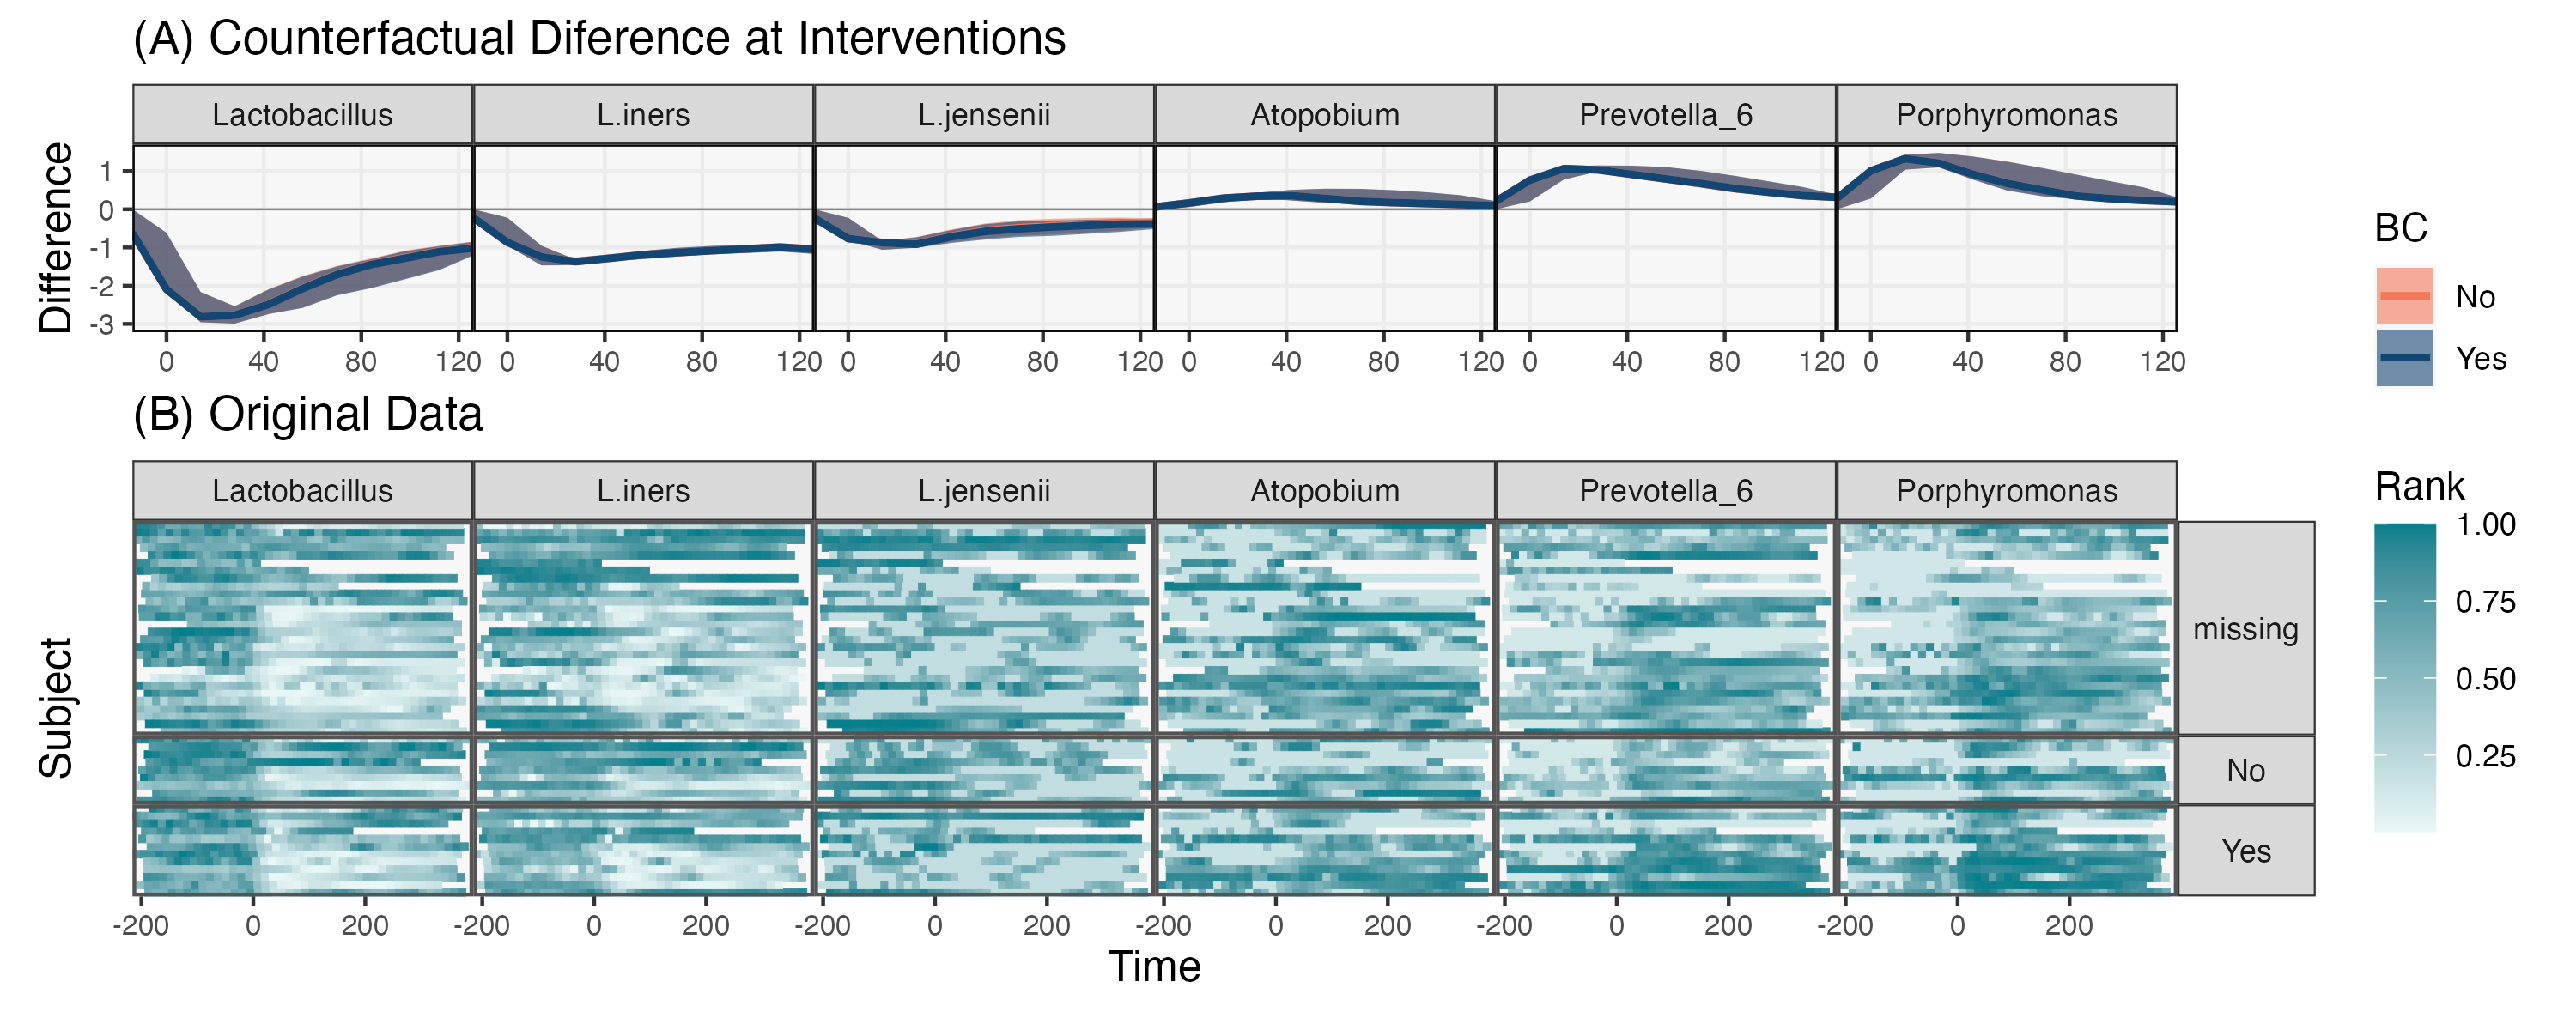 (A) Counterfactual Diference at Interventions
Lactobacillus L.iners L.jensenii Atopobium Prevotella_6 Porphyromonas
Difference
1
0
-1
-2
-3
0 40 80 120 0 40 80 120 0 40 80 120 0 40 80 120 0 40 80 120 0 40 80 120
BC
No
Yes
(B) Original Data
Lactobacillus L.iners L.jensenii Atopobium Prevotella_6 Porphyromonas
Subject
missing
No
Yes
-200 0 200 -200 0 200 -200 0 200 -200 0 200 -200 0 200 -200 0 200
Time
Rank
1.00
0.75
0.50
0.25